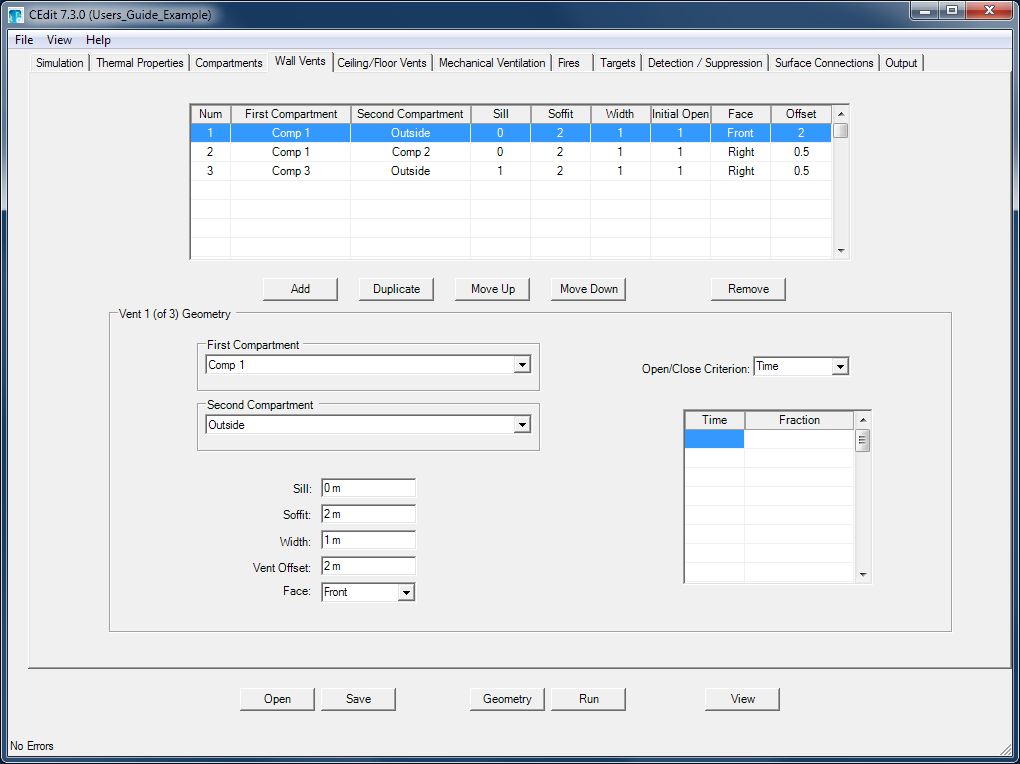 CEdit 7.3.0 (Users_Guide_Example)
File View Help
Simulation Thermal Properties Compartments Wall Vents Ceiling/Floor Vents Mechanical Ventilation Fires Targets Detection / Suppression Surface Connections Output
Num First Compartment Second Compartment Sill Soffit Width Initial Open Face Offset
1 Comp 1 Outside 0 2 1 1 Front 2
2 Comp 1 Comp 2 0 2 1 1 Right 0.5
3 Comp 3 Outside 1 2 1 1 Right 0.5
Add Duplicate Move Up Move Down Remove
Vent 1 (of 3) Geometry
First Compartment
Comp 1
Open/Close Criterion: Time
Second Compartment
Outside
Time Fraction
Sill: 0 m
Soffit: 2 m
Width: 1 m
Vent Offset: 2 m
Face: Front
Open Save Geometry Run View
No Errors